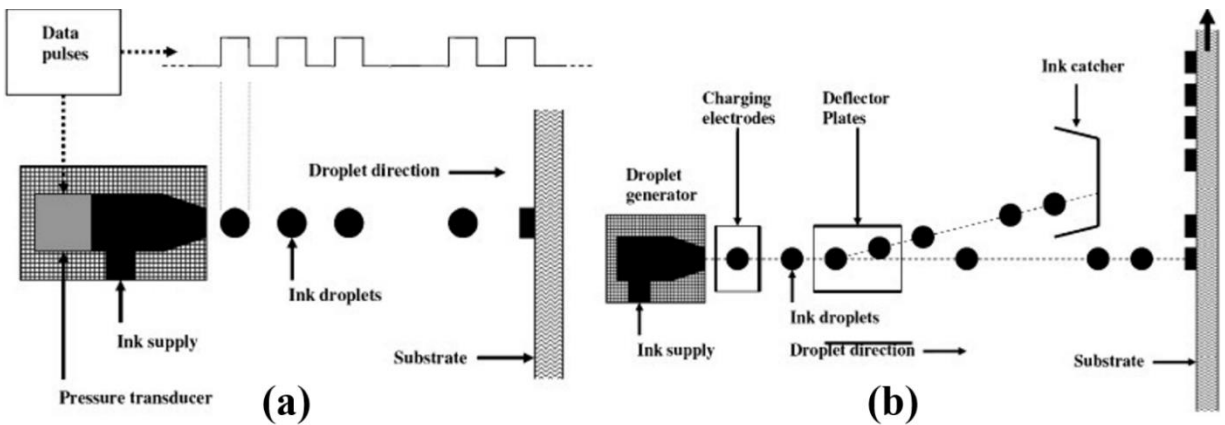 Data
pulses
Droplet direction
Ink droplets
Ink supply
Substrate
Pressure transducer
(a)
Ink catcher
Charging
electrodes
Deflector
Plates
Droplet
generator
Ink droplets
Ink supply
Droplet direction
Substrate
(b)